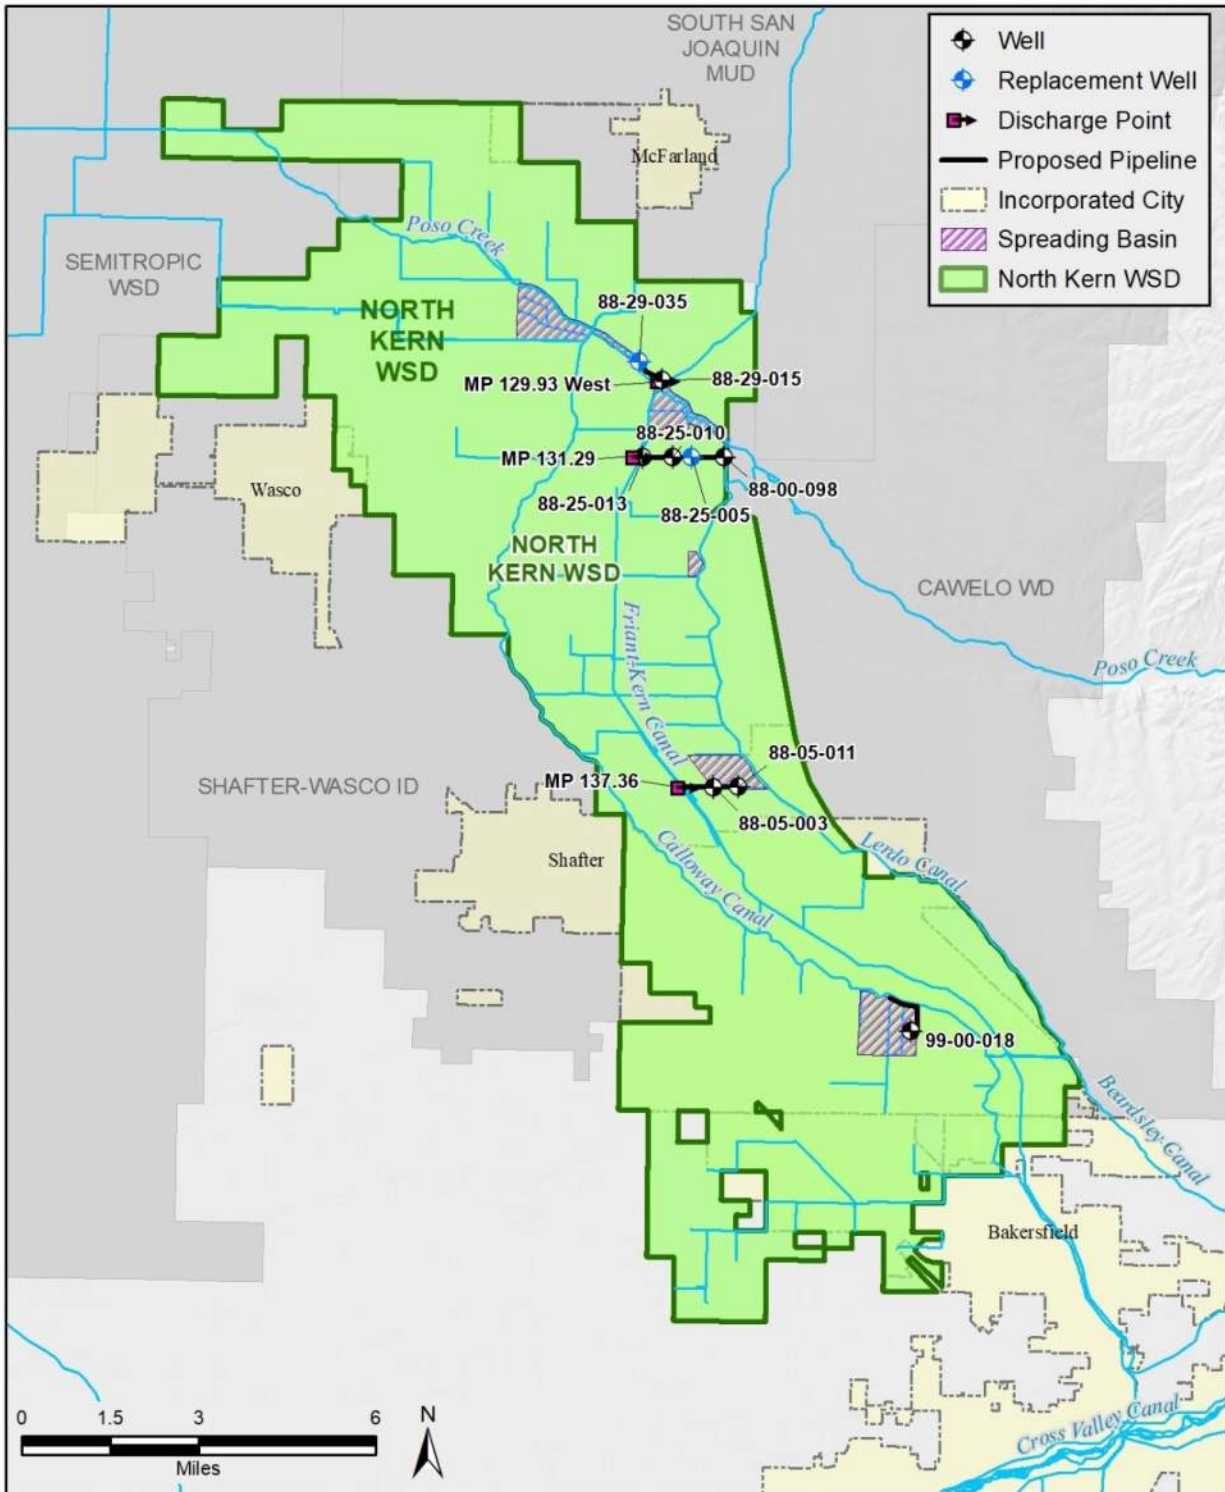 SOUTH SAN
JOAQUIN
MUD
Well
Replacement Well
Discharge Point
Proposed Pipeline
Incorporated City
Spreading Basin
North Kern WSD
McFarland
Poso Creek
SEMITROPIC
WSD
NORTH
KERN
WSD
88-29-035
MP 129.93 West
88-29-015
88-25-010
MP 131.29
88-25-013
88-25-005
88-00-098
Wasco
NORTH
KERN WSD
CAWELO WD
Friant-Kern Canal
Poso Creek
SHAFTER-WASCO ID
MP 137.36
88-05-011
88-05-003
Shafter
Calloway Canal
Lerdo Canal
99-00-018
Beardsley Canal
Bakersfield
Cross Valley Canal
0 1.5 3 6
Miles
N